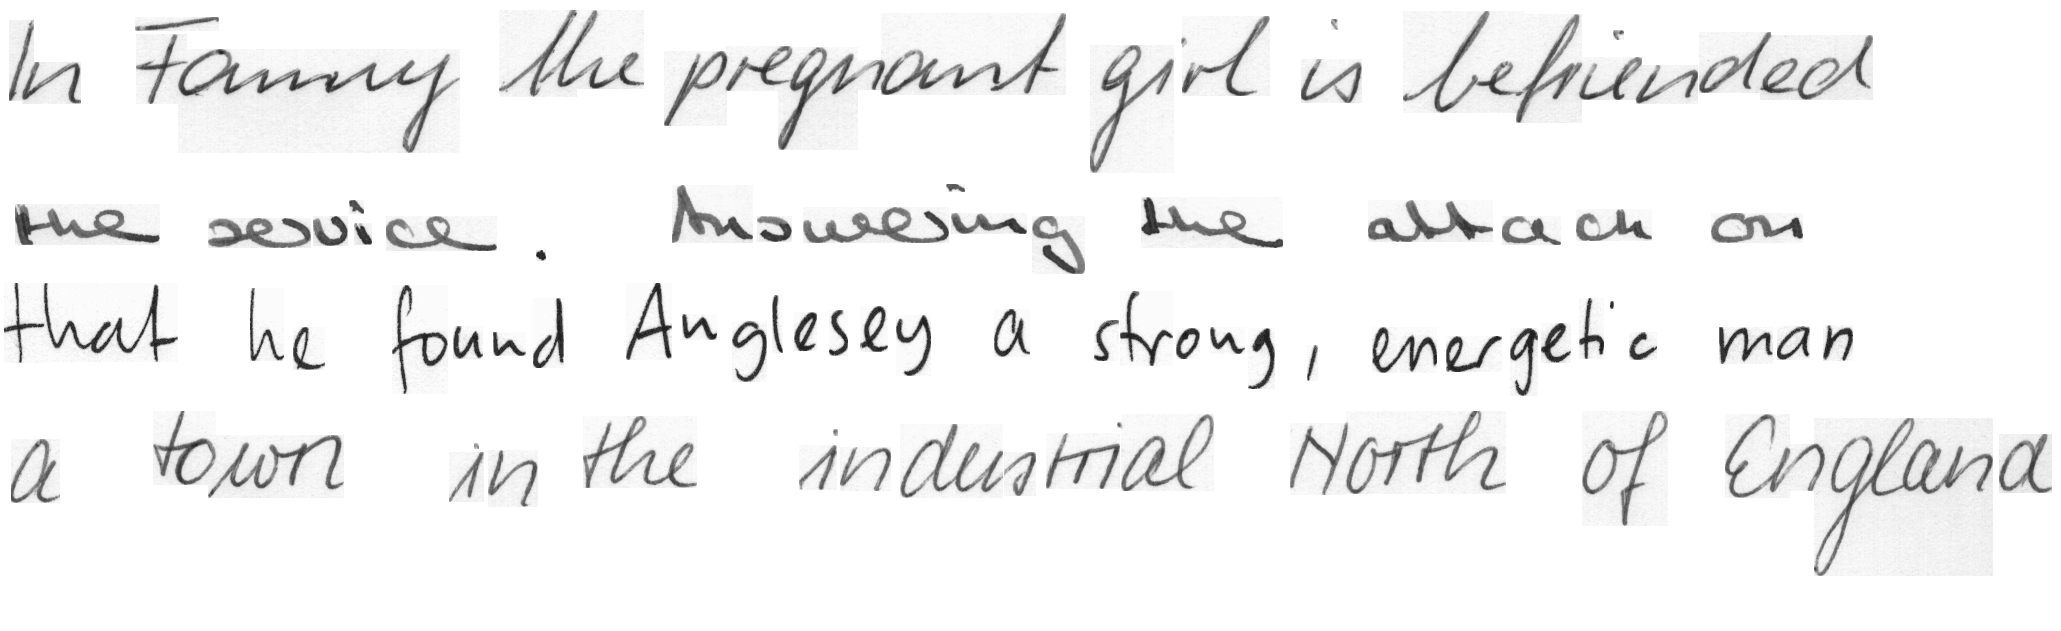 In Fanny the pregnant girl is befriended
the service. Answering the attack on
that he found Anglesey a strong, energetic man
a town in the industrial North of England